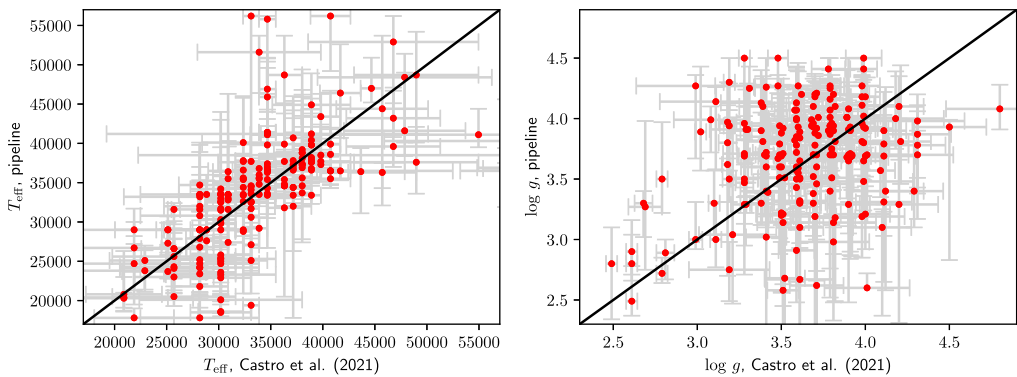 55000
50000
45000
40000
35000
30000
25000
20000
T_eff, pipeline
20000 25000 30000 35000 40000 45000 50000 55000
T_eff, Castro et al. (2021)
4.5
4.0
3.5
3.0
2.5
log g, pipeline
2.5 3.0 3.5 4.0 4.5
log g, Castro et al. (2021)